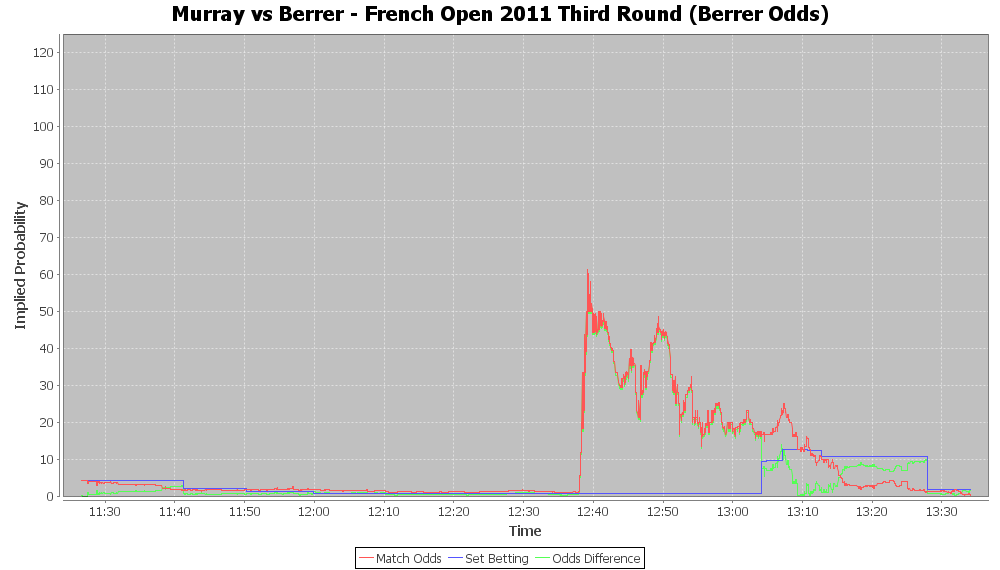 Murray vs Berrer - French Open 2011 Third Round (Berrer Odds)
120
110
100
90
80
70
60
50
40
30
20
10
0
Implied Probability
11:30 11:40 11:50 12:00 12:10 12:20 12:30 12:40 12:50 13:00 13:10 13:20 13:30
Time
Match Odds Set Betting Odds Difference